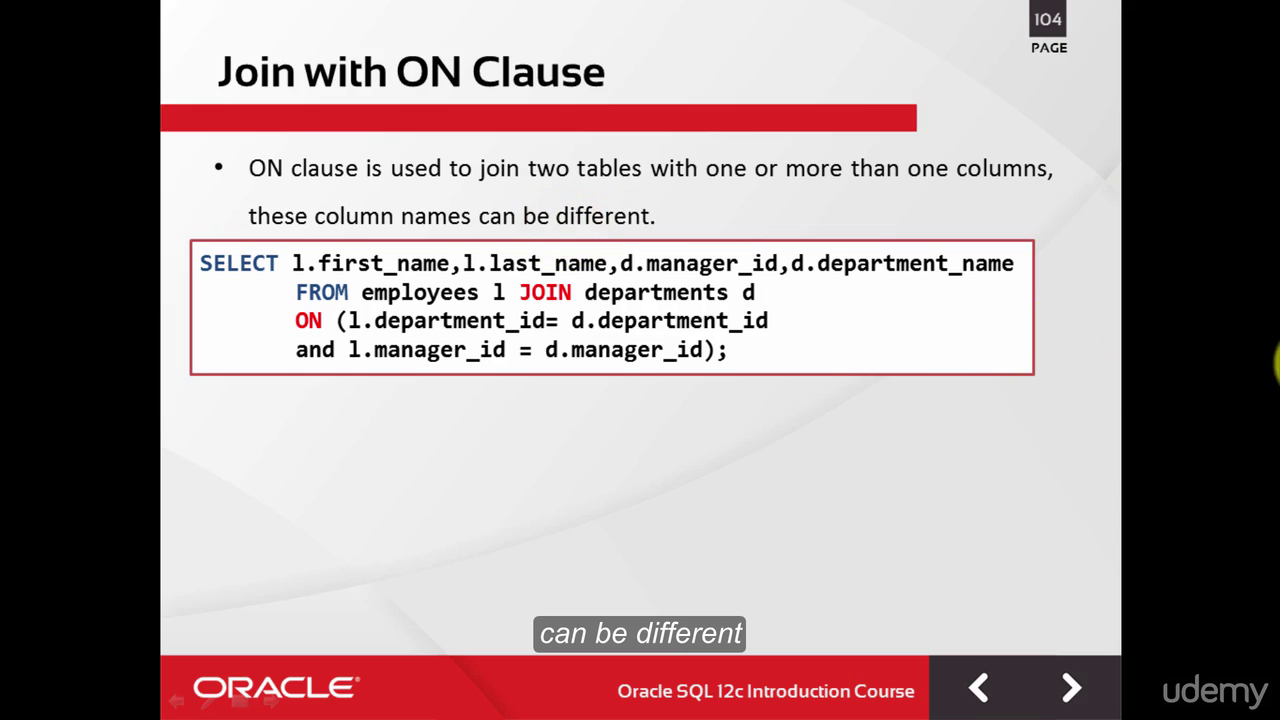 104
PAGE
Join with ON Clause
• ON clause is used to join two tables with one or more than one columns,
these column names can be different.
SELECT l.first_name,l.last_name,d.manager_id,d.department_name
FROM employees l JOIN departments d
ON (l.department_id= d.department_id
and l.manager_id = d.manager_id);
can be different
ORACLE®
Oracle SQL 12c Introduction Course
udemy